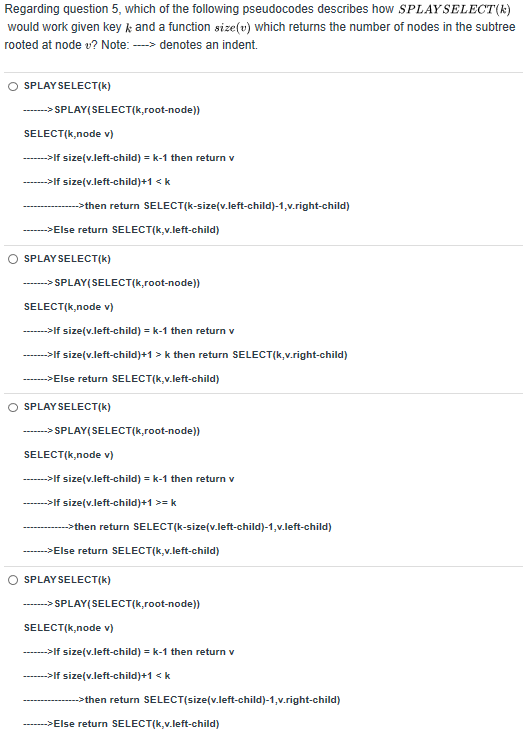 Regarding question 5, which of the following pseudocodes describes how SPLAYSELECT(k)
would work given key k and a function size(v) which returns the number of nodes in the subtree
rooted at node v? Note: ----> denotes an indent.
SPLAYSELECT(k)
------->SPLAY(SELECT(k,root-node))
SELECT(k,node v)
------->If size(v.left-child) = k-1 then return v
------->If size(v.left-child)+1 < k
---------------->then return SELECT(k-size(v.left-child)-1,v.right-child)
------->Else return SELECT(k,v.left-child)
SPLAYSELECT(k)
------->SPLAY(SELECT(k,root-node))
SELECT(k,node v)
------->If size(v.left-child) = k-1 then return v
------->If size(v.left-child)+1 > k then return SELECT(k,v.right-child)
------->Else return SELECT(k,v.left-child)
SPLAYSELECT(k)
------->SPLAY(SELECT(k,root-node))
SELECT(k,node v)
------->If size(v.left-child) = k-1 then return v
------->If size(v.left-child)+1 >= k
------------->then return SELECT(k-size(v.left-child)-1,v.left-child)
------->Else return SELECT(k,v.left-child)
SPLAYSELECT(k)
------->SPLAY(SELECT(k,root-node))
SELECT(k,node v)
------->If size(v.left-child) = k-1 then return v
------->If size(v.left-child)+1 < k
---------------->then return SELECT(size(v.left-child)-1,v.right-child)
------->Else return SELECT(k,v.left-child)